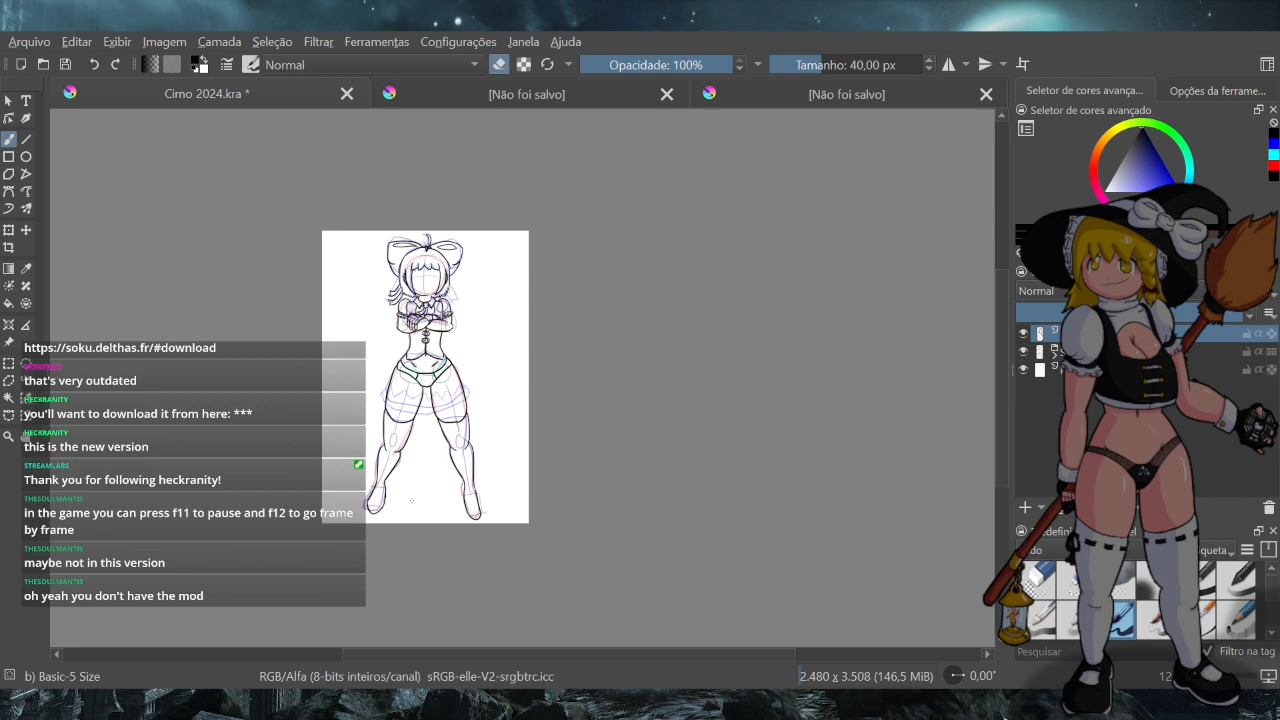 Arquivo Editar Exibir Imagem Camada Seleção Filtrar Ferramentas Configurações Janela Ajuda
Normal Opacidade: 100% Tamanho: 40,00 px
Cirno 2024.kra * [Não foi salvo] [Não foi salvo]
Seletor de cores avança... Opções da ferrame...
Seletor de cores avançado
Normal
https://soku.delthas.fr/#download
that's very outdated
HECKRANITY
you'll want to download it from here: ***
HECKRANITY
this is the new version
STREAMLABS
Thank you for following heckranity!
THESOULMANTIS
in the game you can press f11 to pause and f12 to go frame
by frame
THESOULMANTIS
maybe not in this version
THESOULMANTIS
oh yeah you don't have the mod
Pesquisar Filtro na tag
b) Basic-5 Size RGB/Alfa (8-bits inteiros/canal) sRGB-elle-V2-srgbtrc.icc 2.480 x 3.508 (146,5 MiB) 0,00°